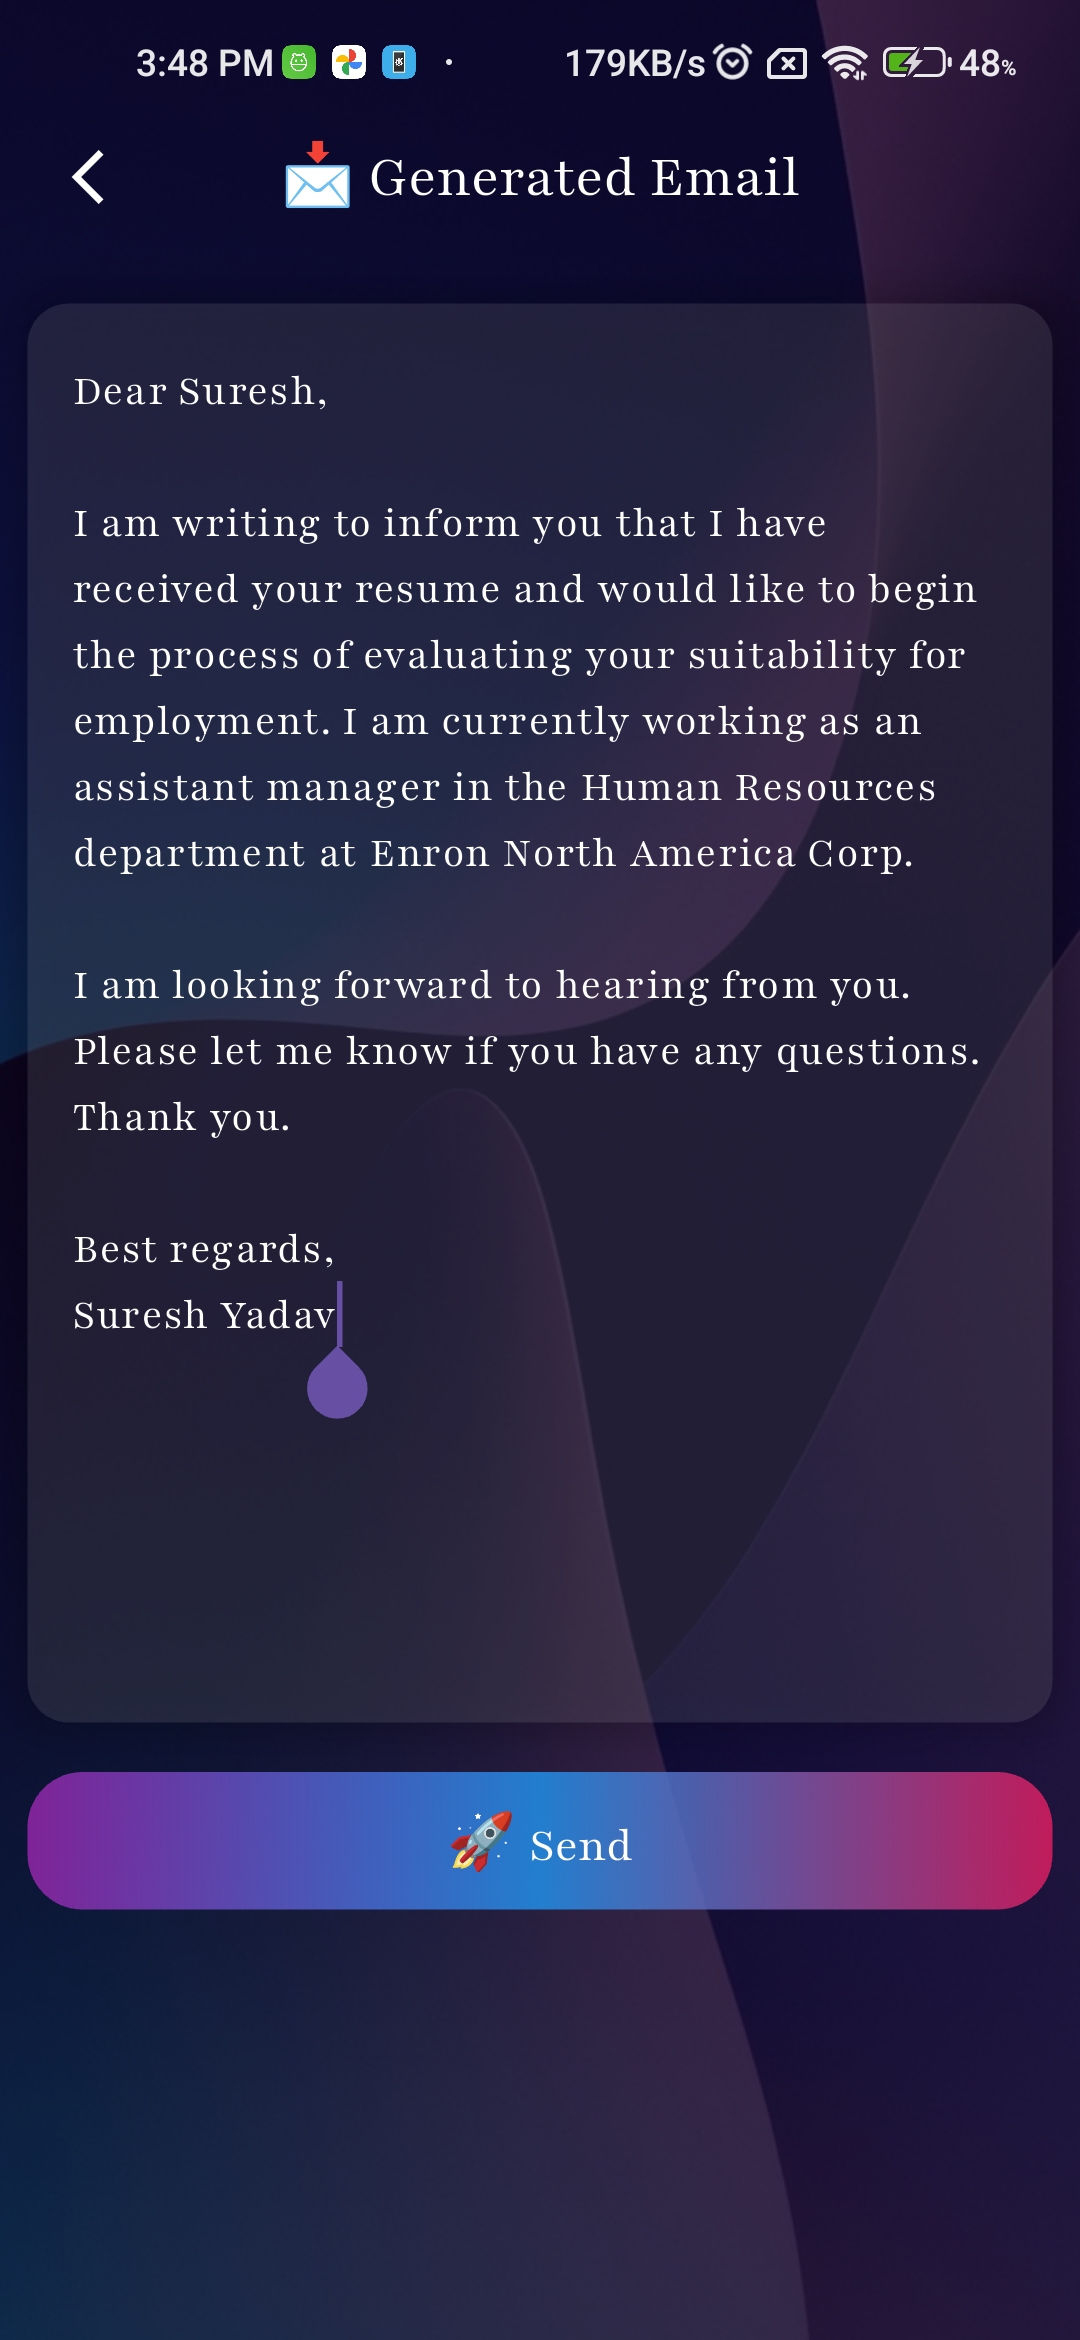 3:48 PM 179KB/s 48%
Generated Email
Dear Suresh,
I am writing to inform you that I have
received your resume and would like to begin
the process of evaluating your suitability for
employment. I am currently working as an
assistant manager in the Human Resources
department at Enron North America Corp.
I am looking forward to hearing from you.
Please let me know if you have any questions.
Thank you.
Best regards,
Suresh Yadav
Send